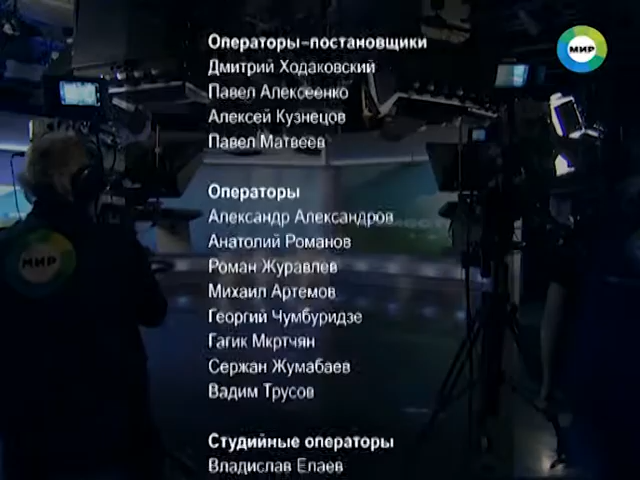 Операторы-постановщики
МИР
Дмитрий Ходаковский
Павел Алексеенко
Алексей Кузнецов
Павел Матвеев
Операторы
Александр Александров
Анатолий Романов
МИР
Роман Журавлев
Михаил Артемов
Георгий Чумбуридзе
Гагик Мкртчян
Сержан Жумабаев
Вадим Трусов
Студийные операторы
Владислав Елаев